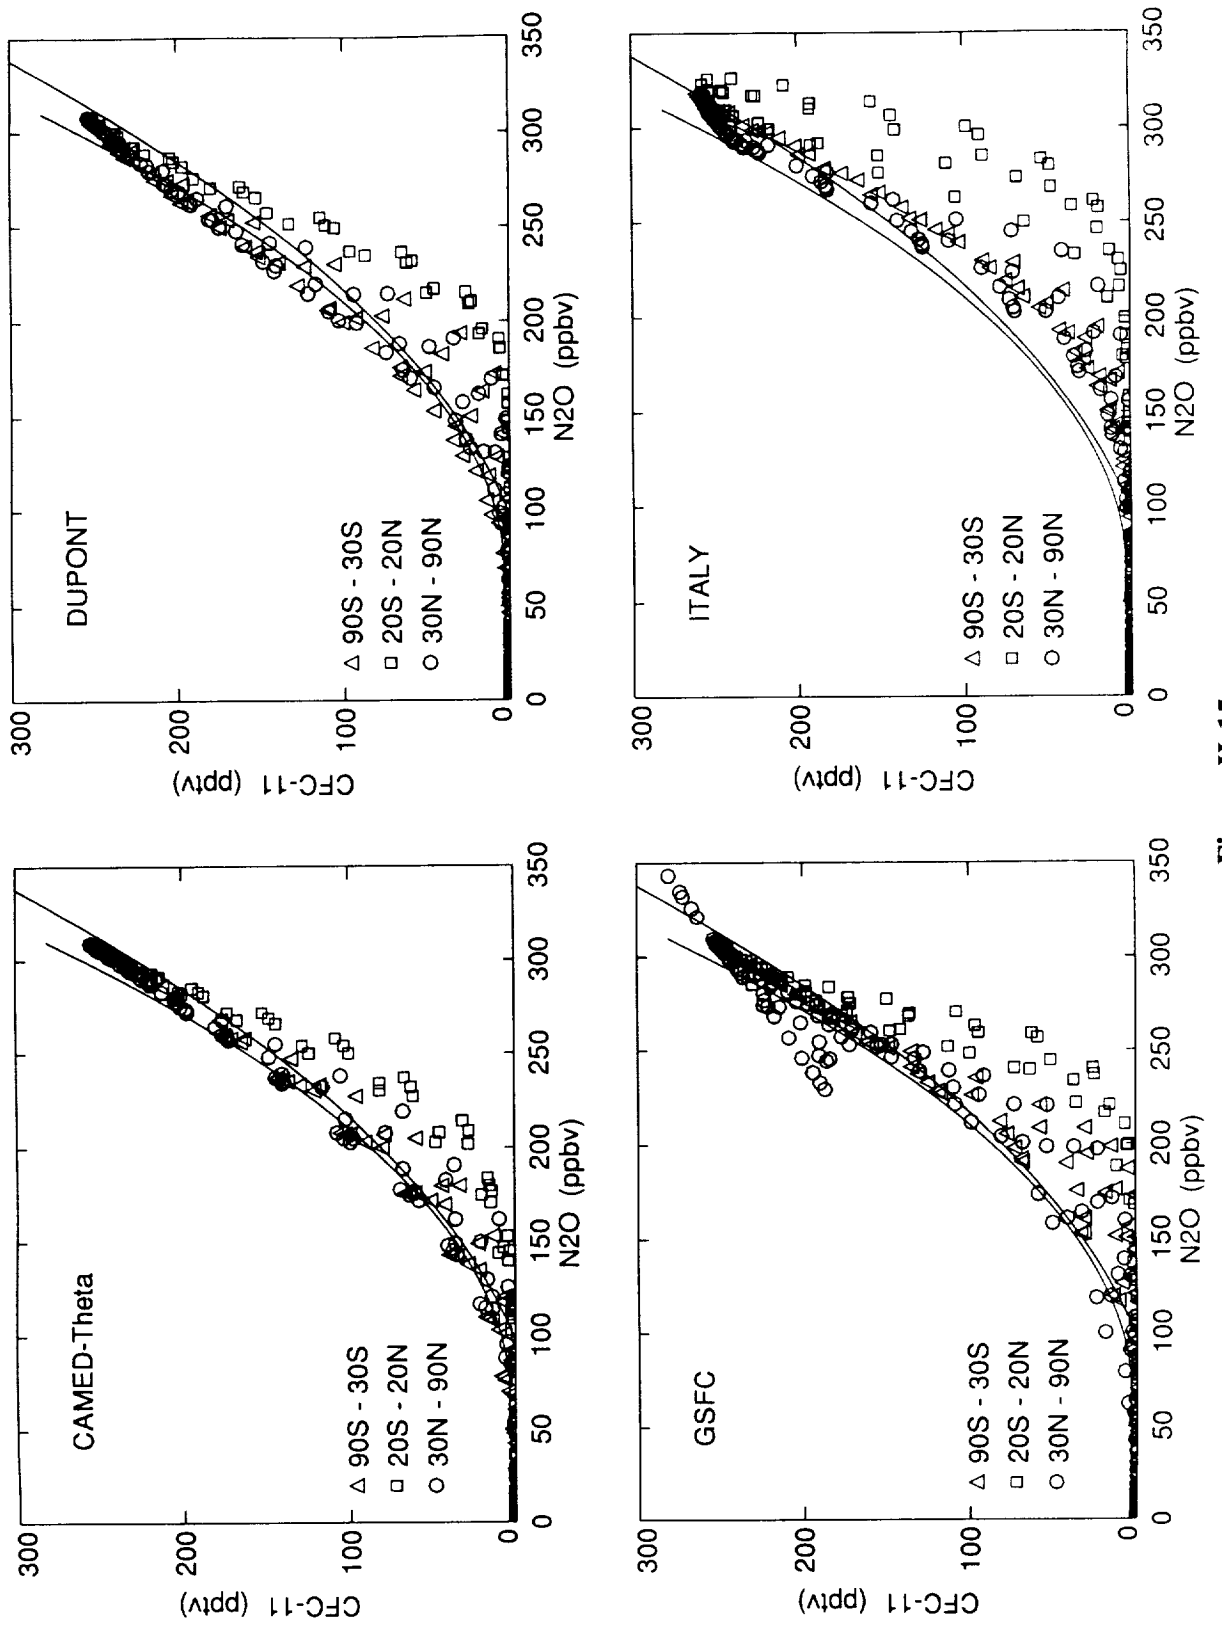 CAMED-Theta
300
200
100
0
CFC-11 (pptv)
△ 90S - 30S
□ 20S - 20N
○ 30N - 90N
0 50 100 150 200 250 300 350
N2O (ppbv)
DUPONT
300
200
100
0
CFC-11 (pptv)
△ 90S - 30S
□ 20S - 20N
○ 30N - 90N
0 50 100 150 200 250 300 350
N2O (ppbv)
GSFC
300
200
100
0
CFC-11 (pptv)
△ 90S - 30S
□ 20S - 20N
○ 30N - 90N
0 50 100 150 200 250 300 350
N2O (ppbv)
ITALY
300
200
100
0
CFC-11 (pptv)
△ 90S - 30S
□ 20S - 20N
○ 30N - 90N
0 50 100 150 200 250 300 350
N2O (ppbv)